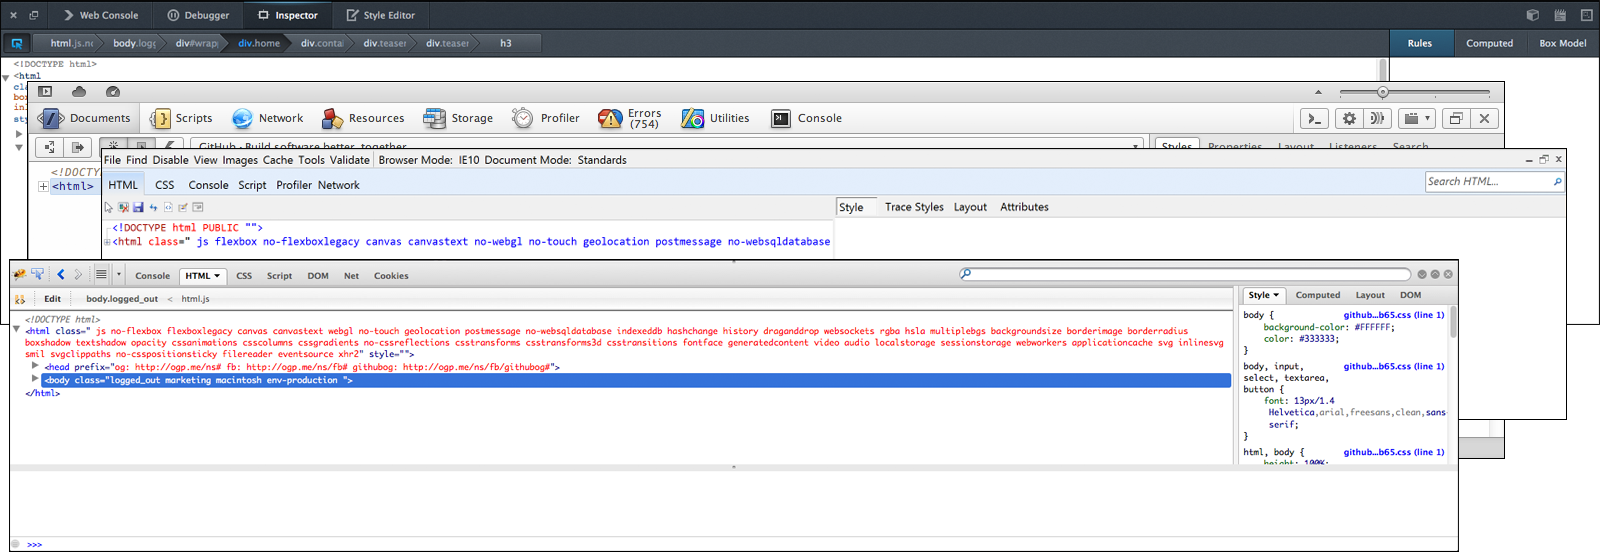 Web Console Debugger Inspector Style Editor
html.js.no body.logg div#wrap div.home div.conta div.teaser div.teaser h3 Rules Computed Box Model
<!DOCTYPE html>
<html
cla
bor
inl
sty
Documents Scripts Network Resources Storage Profiler Errors (754) Utilities Console
GitHub · Build software better, together. Styles Properties Layout Listeners Search
<!DOCTY
<html>
File Find Disable View Images Cache Tools Validate Browser Mode: IE10 Document Mode: Standards
HTML CSS Console Script Profiler Network Search HTML...
Style Trace Styles Layout Attributes
<!DOCTYPE html PUBLIC "">
<html class=" js flexbox no-flexboxlegacy canvas canvastext no-webgl no-touch geolocation postmessage no-websqldatabase
Console HTML CSS Script DOM Net Cookies
Edit body.logged_out < html.js Style Computed Layout DOM
<!DOCTYPE html>
<html class=" js no-flexbox flexboxlegacy canvas canvastext webgl no-touch geolocation postmessage no-websqldatabase indexeddb hashchange history draganddrop websockets rgba hsla multiplebgs backgroundsize borderimage borderradius
boxshadow textshadow opacity cssanimations csscolumns cssgradients no-cssreflections csstransforms csstransforms3d csstransitions fontface generatedcontent video audio localstorage sessionstorage webworkers applicationcache svg inlinesvg
smil svgclippaths no-csspositionsticky filereader eventsource xhr2" style="">
<head prefix="og: http://ogp.me/ns# fb: http://ogp.me/ns/fb# githubog: http://ogp.me/ns/fb/githubog#">
<body class="logged_out marketing macintosh env-production ">
</html>
body { github...b65.css (line 1)
background-color: #FFFFFF;
color: #333333;
}
body, input, github...b65.css (line 1)
select, textarea,
button {
font: 13px/1.4
Helvetica,arial,freesans,clean,sans-
serif;
}
html, body { github...b65.css (line 1)
height: 100%;
>>>